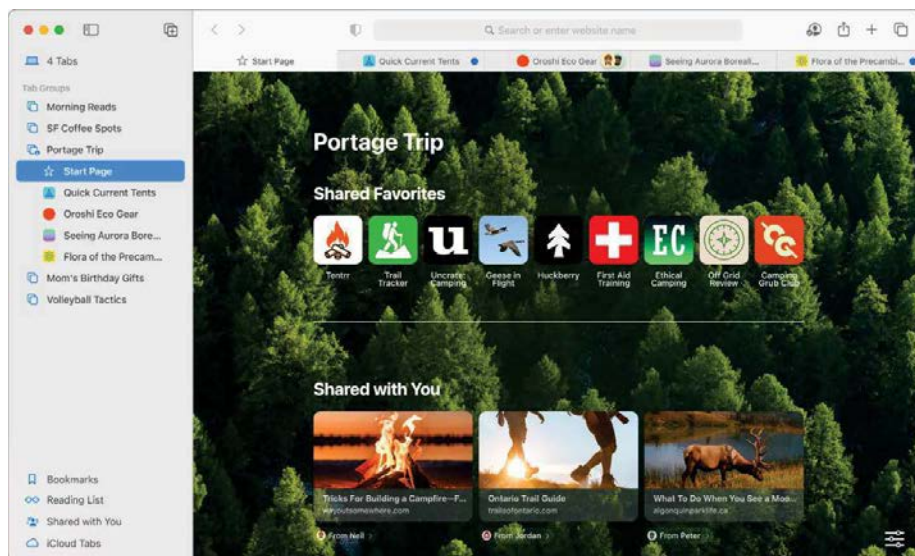 Search or enter website name
4 Tabs
Start Page
Quick Current Tents
Oroshi Eco Gear
Seeing Aurora Boreali...
Flora of the Precambi...
Tab Groups
Morning Reads
SF Coffee Spots
Portage Trip
Start Page
Quick Current Tents
Oroshi Eco Gear
Seeing Aurora Bore...
Flora of the Precam...
Mom's Birthday Gifts
Volleyball Tactics
Bookmarks
Reading List
Shared with You
iCloud Tabs
Portage Trip
Shared Favorites
u
EC
Tentrr
Trail
Tracker
Uncrate:
Camping
Geese in
Flight
Huckberry
First Aid
Training
Ethical
Camping
Off Grid
Review
Camping
Grub Club
Shared with You
Tricks For Building a Campfire—F...
wayoutsomewhere.com
From Neil
Ontario Trail Guide
trailsofontario.com
From Jordan
What To Do When You See a Moo...
algonquinparklife.ca
From Peter